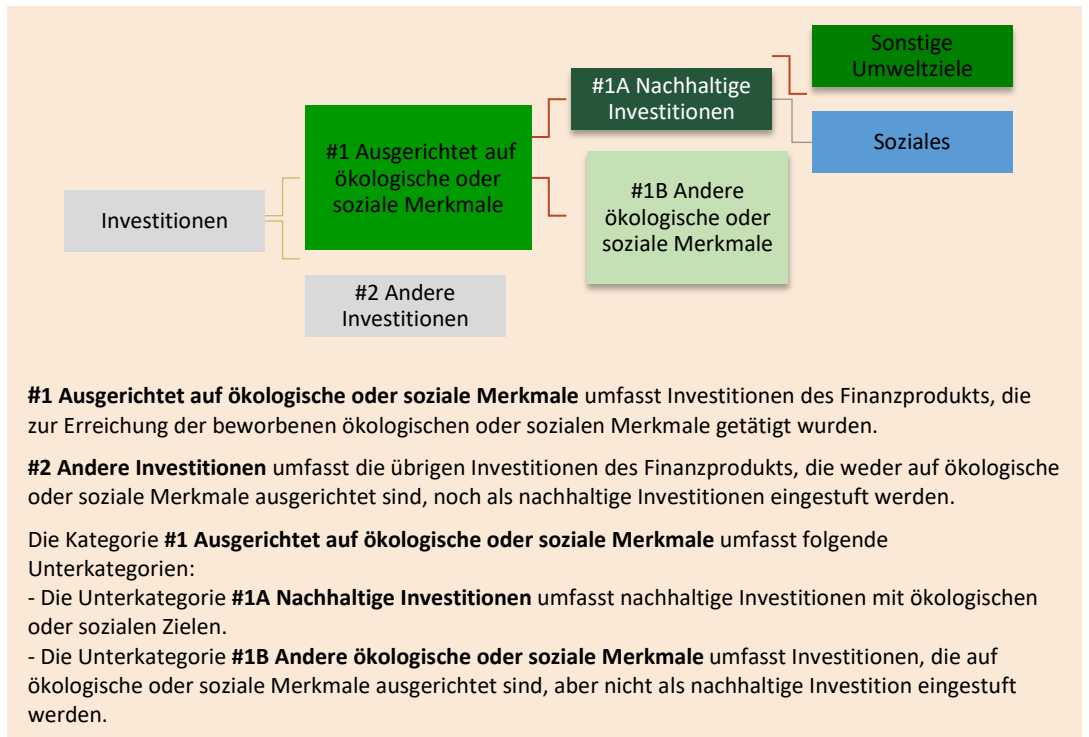 Sonstige
Umweltziele
#1A Nachhaltige
Investitionen
Soziales
#1 Ausgerichtet auf
ökologische oder
soziale Merkmale
#1B Andere
ökologische oder
soziale Merkmale
Investitionen
#2 Andere
Investitionen
#1 Ausgerichtet auf ökologische oder soziale Merkmale umfasst Investitionen des Finanzprodukts, die
zur Erreichung der beworbenen ökologischen oder sozialen Merkmale getätigt wurden.
#2 Andere Investitionen umfasst die übrigen Investitionen des Finanzprodukts, die weder auf ökologische
oder soziale Merkmale ausgerichtet sind, noch als nachhaltige Investitionen eingestuft werden.
Die Kategorie #1 Ausgerichtet auf ökologische oder soziale Merkmale umfasst folgende
Unterkategorien:
- Die Unterkategorie #1A Nachhaltige Investitionen umfasst nachhaltige Investitionen mit ökologischen
oder sozialen Zielen.
- Die Unterkategorie #1B Andere ökologische oder soziale Merkmale umfasst Investitionen, die auf
ökologische oder soziale Merkmale ausgerichtet sind, aber nicht als nachhaltige Investition eingestuft
werden.